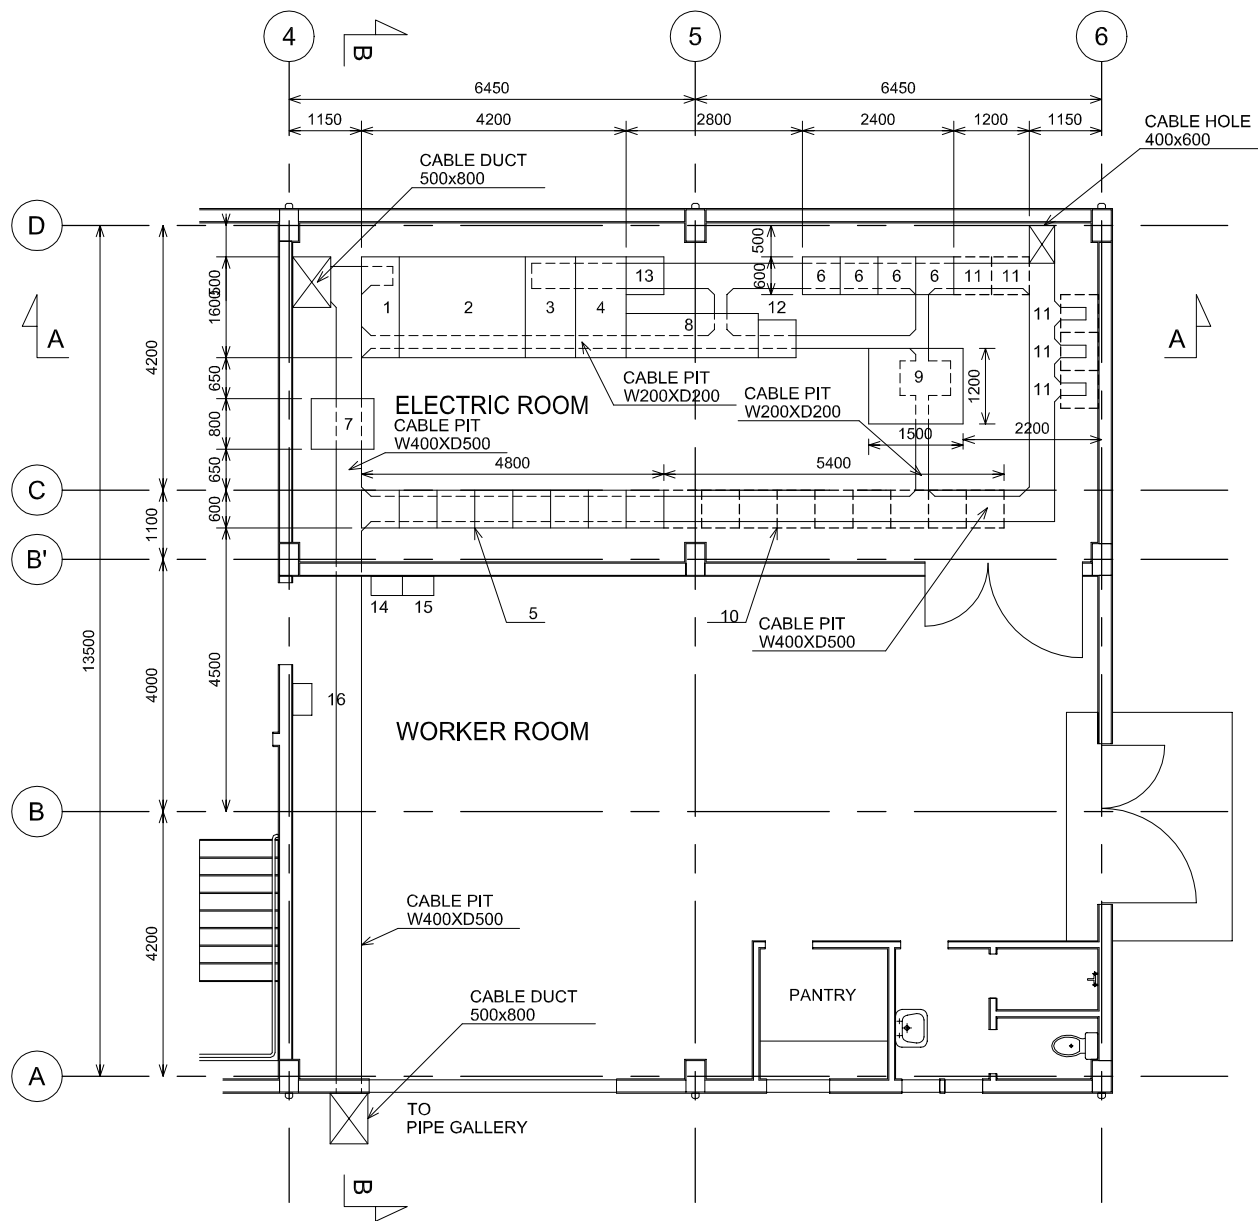 4
5
6
B
6450
6450
1150
4200
2800
2400
1200
1150
CABLE HOLE
400x600
CABLE DUCT
500x800
D
500
600
500
1600
13
6
6
6
6
11
11
1
2
3
4
8
12
11
11
11
A
A
4200
650
800
650
600
1100
CABLE PIT
W200XD200
CABLE PIT
W200XD200
9
1200
1500
2200
ELECTRIC ROOM
7
CABLE PIT
W400XD500
4800
5400
C
B'
14
15
5
10
CABLE PIT
W400XD500
13500
4000
4500
16
WORKER ROOM
B
4200
CABLE PIT
W400XD500
CABLE DUCT
500x800
PANTRY
A
TO
PIPE GALLERY
B